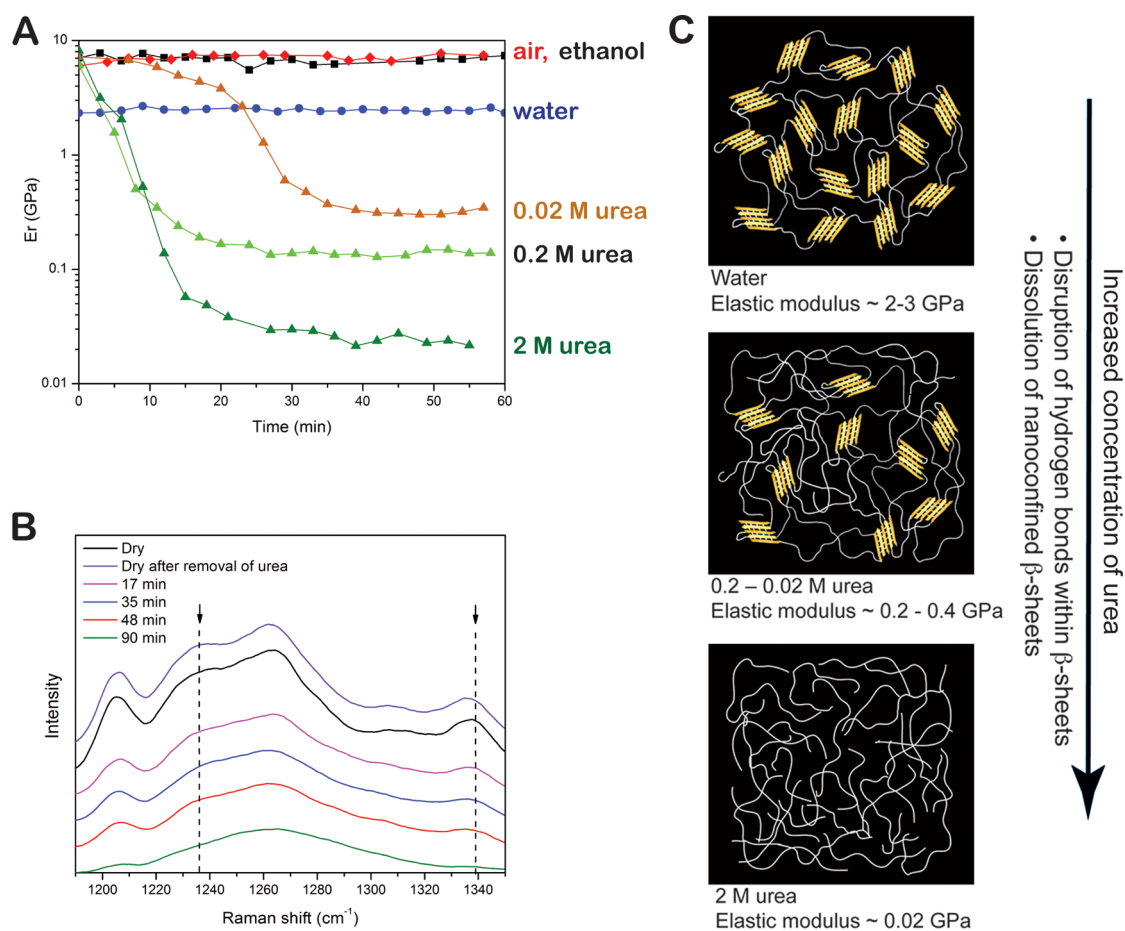 A
10
1
0.1
0.01
Er (GPa)
0
10
20
30
40
50
60
Time (min)
air, ethanol
water
0.02 M urea
0.2 M urea
2 M urea
B
Dry
Dry after removal of urea
17 min
35 min
48 min
90 min
Intensity
1200
1220
1240
1260
1280
1300
1320
1340
Raman shift (cm⁻¹)
C
Water
Elastic modulus ~ 2-3 GPa
0.2 – 0.02 M urea
Elastic modulus ~ 0.2 - 0.4 GPa
2 M urea
Elastic modulus ~ 0.02 GPa
Increased concentration of urea
• Disruption of hydrogen bonds within β-sheets
• Dissolution of nanoconfined β-sheets